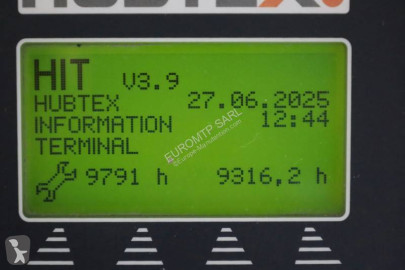 HUBTEX
HIT V3.9
HUBTEX 27.06.2025
INFORMATION 12:44
TERMINAL
9791 h 9316,2 h
EUROMTP SARL